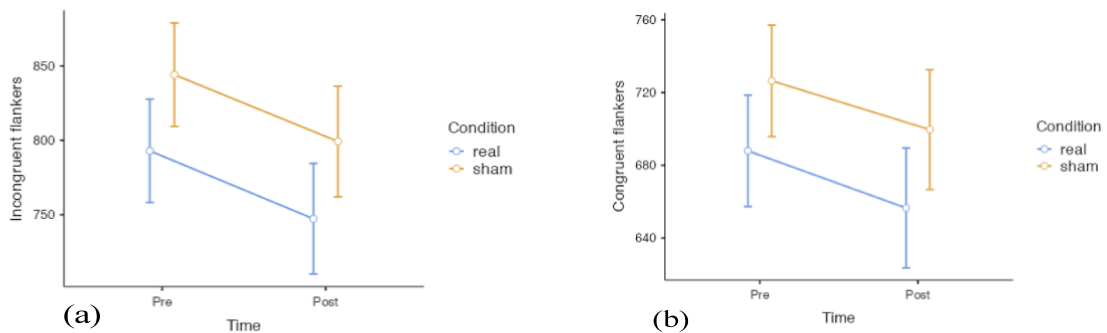 Incongruent flankers
850
800
750
Pre
Post
Time
Condition
real
sham
(a)
Congruent flankers
760
720
680
640
Pre
Post
Time
Condition
real
sham
(b)